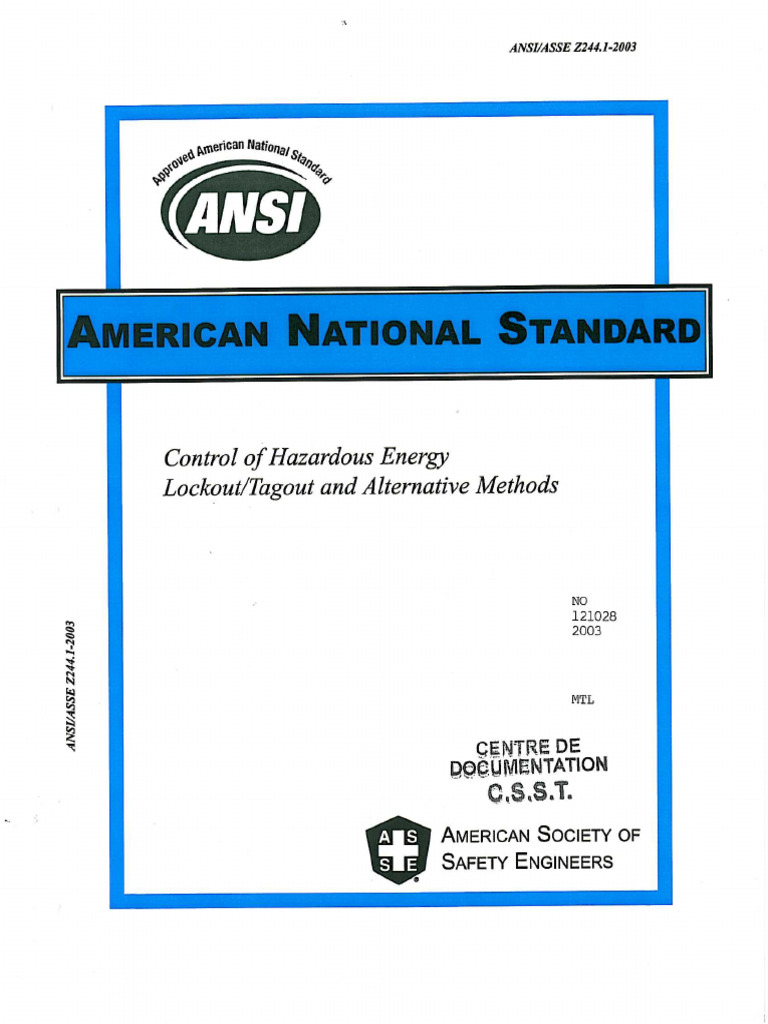 ANSI/ASSE Z244.1-2003
Approved American National Standard
ANSI
AMERICAN NATIONAL STANDARD
Control of Hazardous Energy
Lockout/Tagout and Alternative Methods
NO
121028
2003
ANSI/ASSE Z244.1-2003
MTL
CENTRE DE
DOCUMENTATION
C.S.S.T.
A S
S E
®
AMERICAN SOCIETY OF
SAFETY ENGINEERS